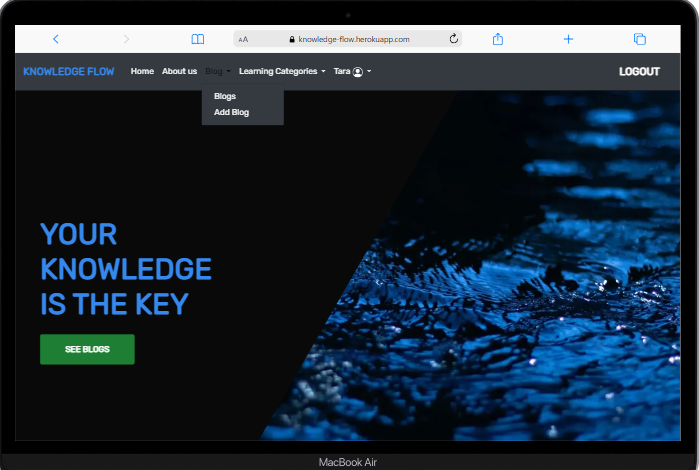 AA knowledge-flow.herokuapp.com
KNOWLEDGE FLOW Home About us Blog Learning Categories Tara LOGOUT
Blogs
Add Blog
YOUR
KNOWLEDGE
IS THE KEY
SEE BLOGS
MacBook Air